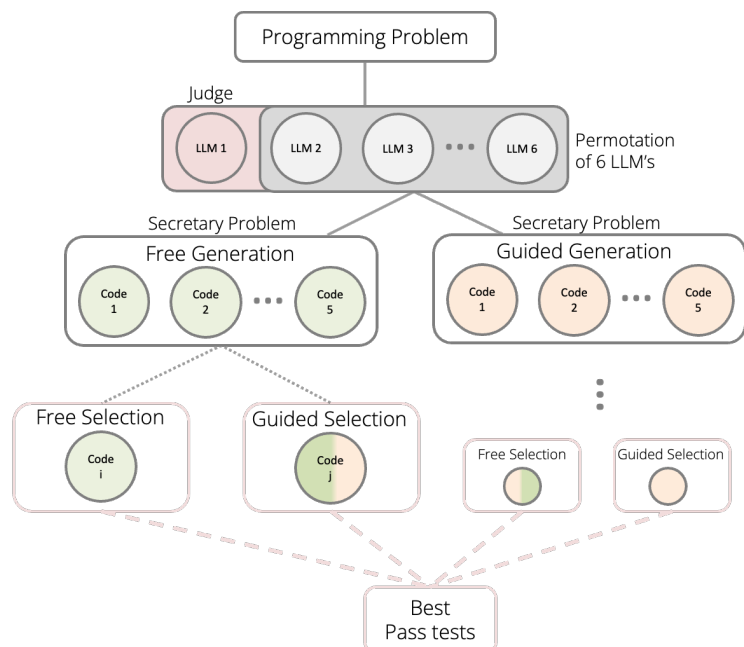 Programming Problem
Judge
LLM 1
LLM 2
LLM 3
LLM 6
Permotation
of 6 LLM's
Secretary Problem
Free Generation
Code
1
Code
2
Code
5
Secretary Problem
Guided Generation
Code
1
Code
2
Code
5
Free Selection
Code
i
Guided Selection
Code
j
Free Selection
Guided Selection
Best
Pass tests